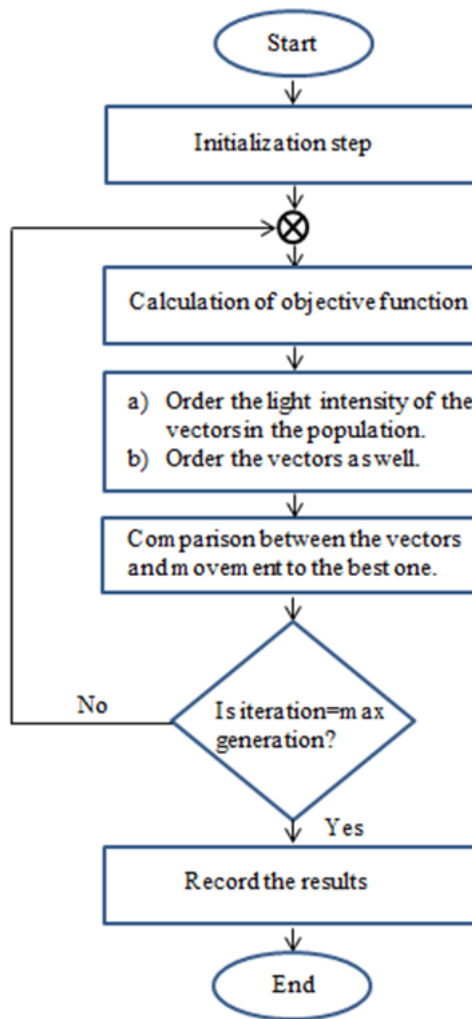 Start
Initialization step
Calculation of objective function
a) Order the light intensity of the
vectors in the population.
b) Order the vectors as well.
Comparison between the vectors
and movement to the best one.
Is iteration=max
generation?
No
Yes
Record the results
End